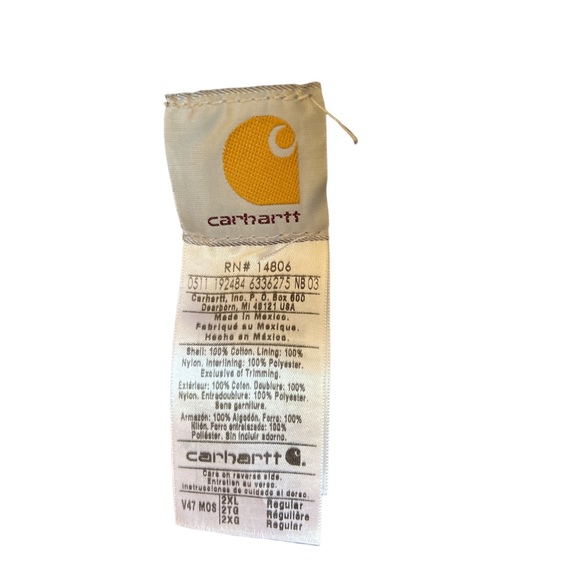 carhartt
RN# 14806
0511 192484 6336275 NB 03
Carhartt, Inc. P. O. Box 600
Dearborn, MI 48121 USA
Made in Mexico.
Fabriqué au Mexique.
Hecho en México.
Shell: 100% Cotton. Lining: 100%
Nylon. Interlining: 100% Polyester.
Exclusive of Trimming.
Extérieur: 100% Coton. Doublure: 100%
Nylon. Entredoublure: 100% Polyester.
Sans garniture.
Armazón: 100% Algodón. Forro: 100%
Nilón. Forro entrelazado: 100%
Poliéster. Sin incluir adorno.
carhartt
Care on reverse side.
Entretien au verso.
Instrucciones de cuidado al dorso.
V47 MOS 2XL Regular
2TG Régulière
2XG Regular